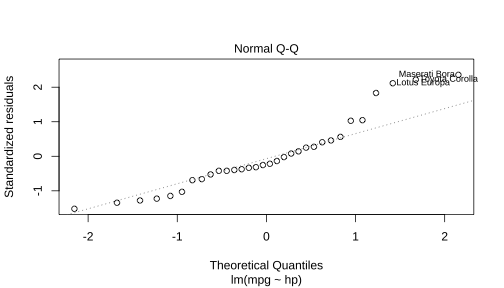 Normal Q-Q
Standardized residuals
2
1
0
-1
Maserati Bora
Toyota Corolla
Lotus Europa
-2
-1
0
1
2
Theoretical Quantiles
lm(mpg ~ hp)